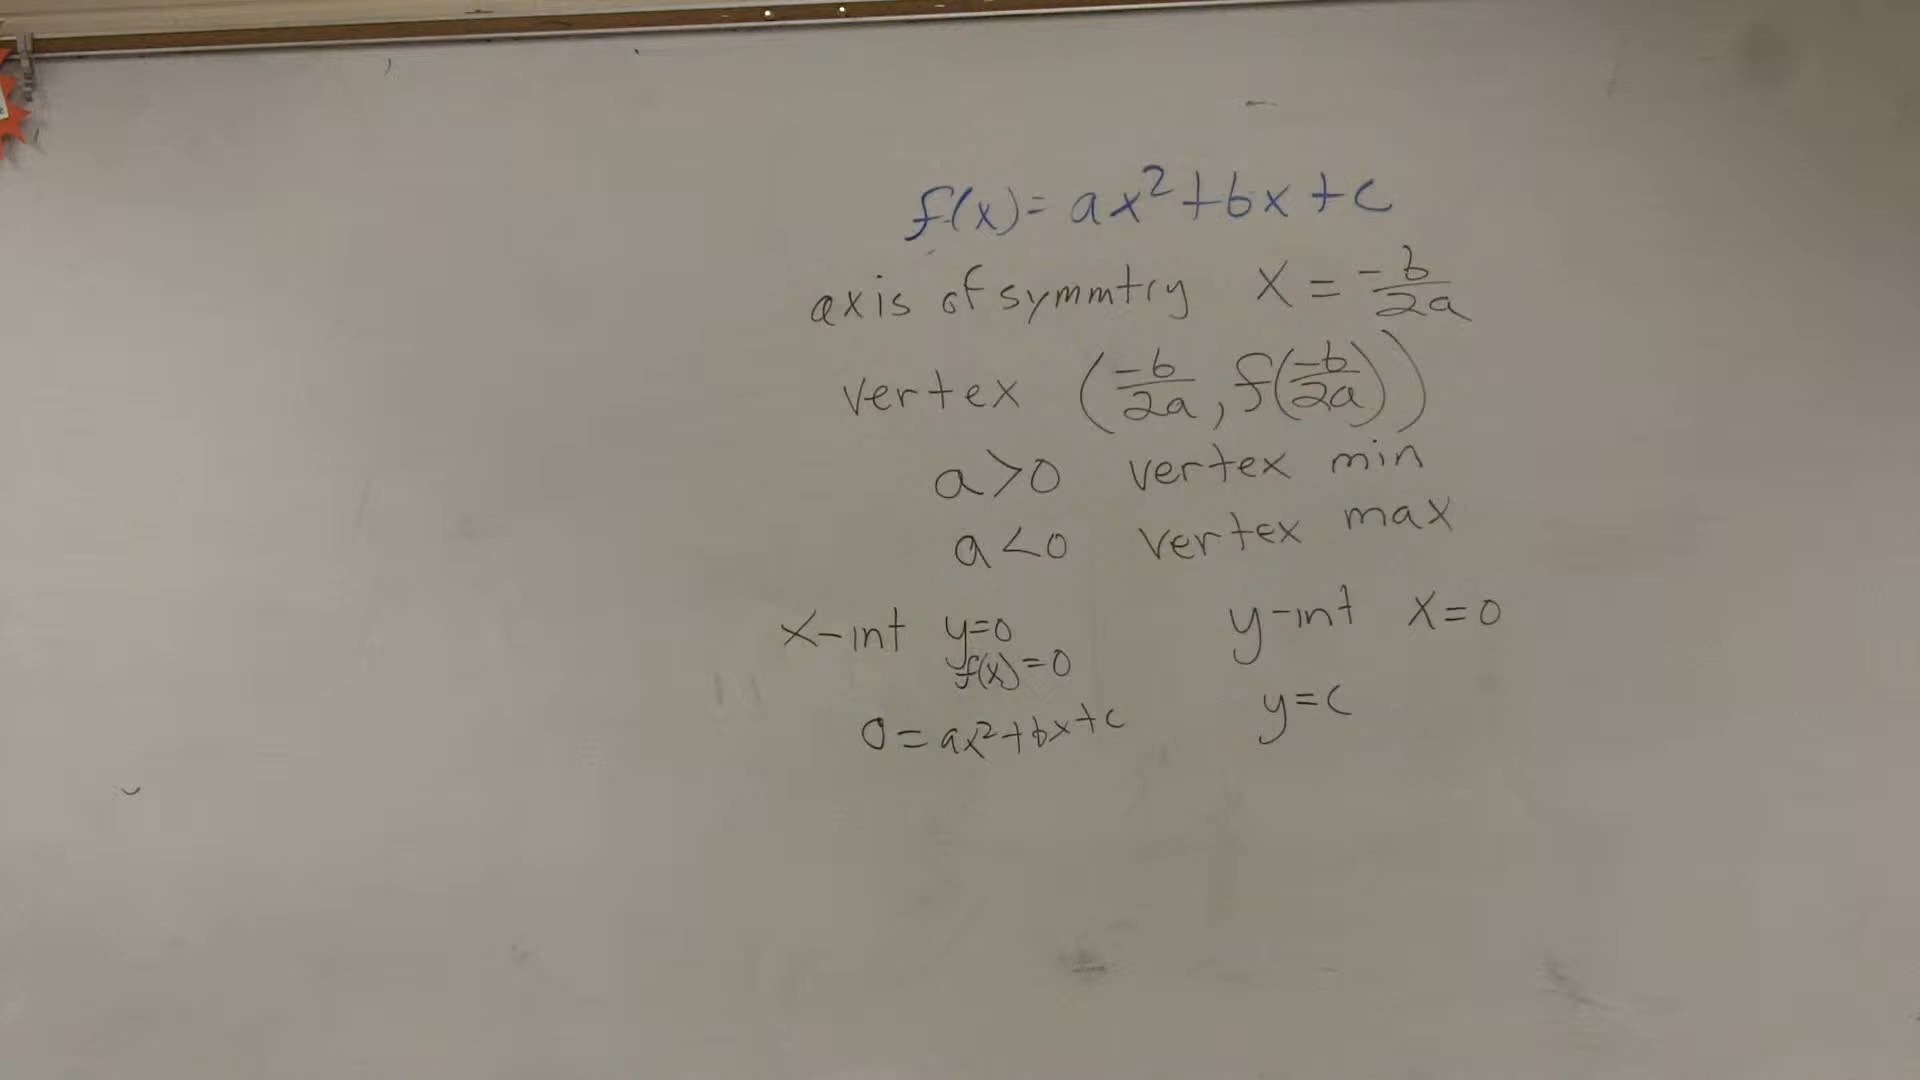 f(x) = ax² + bx + c
axis of symmtry x = -b/2a
vertex (-b/2a, f(-b/2a))
a > 0 vertex min
a < 0 vertex max
x-int y=0 y-int x=0
f(x)=0
0 = ax² + bx + c y=c